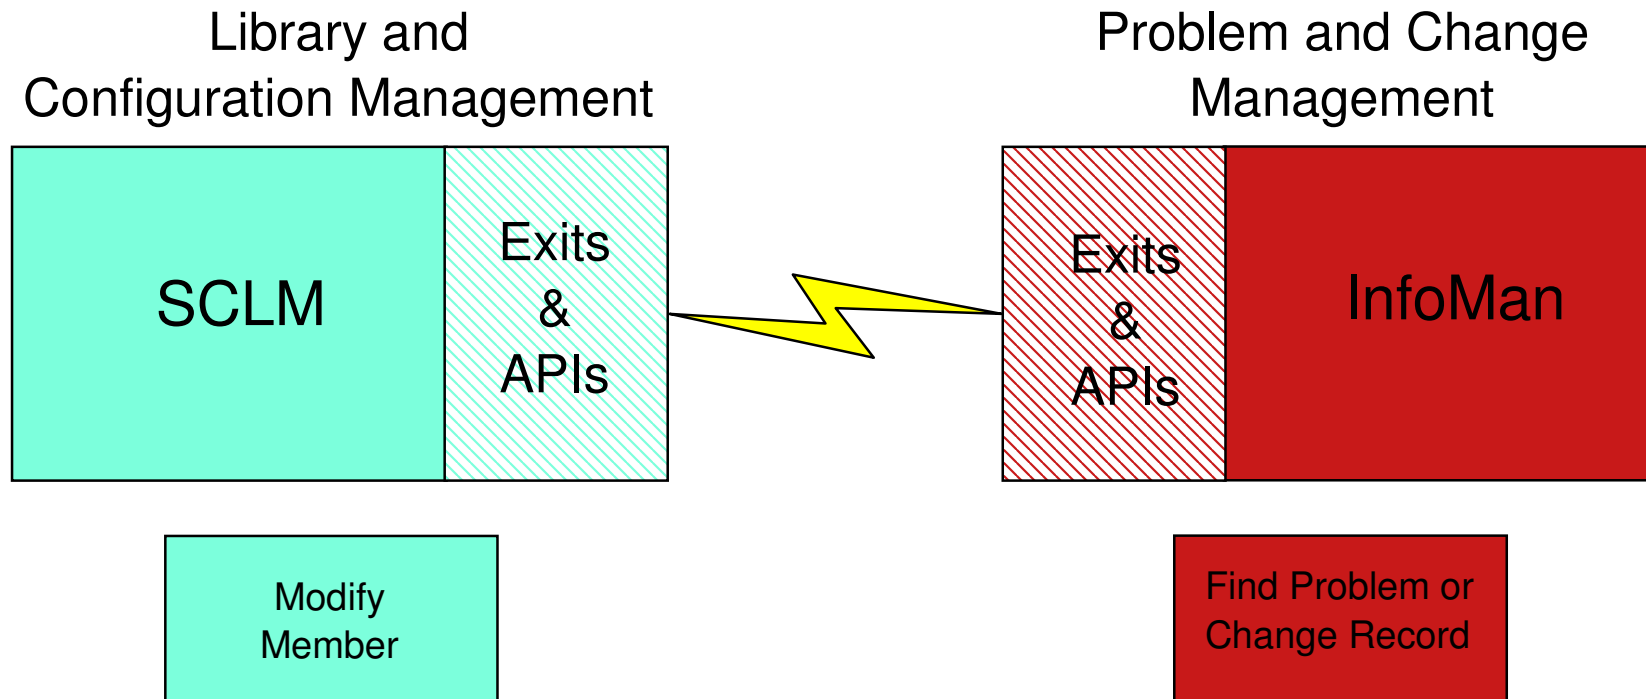 Library and
Configuration Management
Problem and Change
Management
SCLM
Exits
&
APIs
Exits
&
APIs
InfoMan
Modify
Member
Find Problem or
Change Record